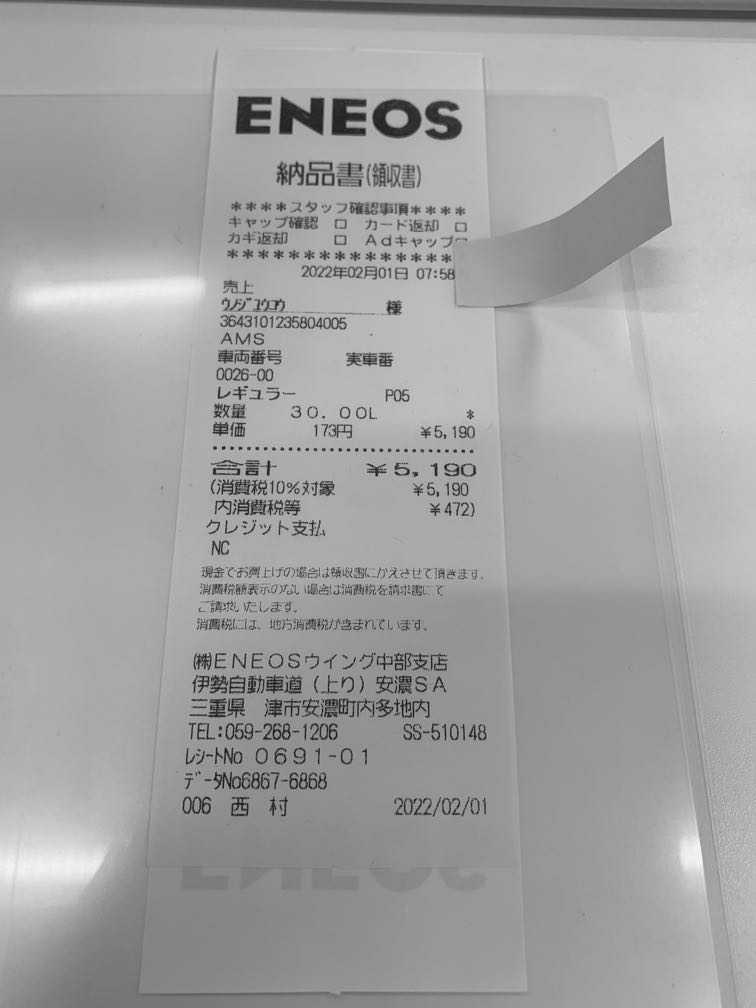 ENEOS
納品書(領収書)
****スタッフ確認事項****
キャップ確認 □ カード返却 □
カギ返却 □ Adキャップ□
****************
2022年02月01日 07:58
売上
様
3643101235804005
AMS
車両番号 実車番
0026-00
レギュラー P05
数量 30.00L *
単価 173円 ¥5,190
合計 ¥5,190
(消費税10%対象 ¥5,190
内消費税等 ¥472)
クレジット支払
NC
現金でお買上げの場合は領収書にかえさせて頂きます。
消費税額表示のない場合は消費税を請求書にて
ご請求いたします。
消費税には、地方消費税が含まれています。
㈱ENEOSウイング中部支店
伊勢自動車道(上り)安濃SA
三重県 津市安濃町内多地内
TEL:059-268-1206 SS-510148
レシートNo 0691-01
データNo6867-6868
006 西 村 2022/02/01
ENEOS